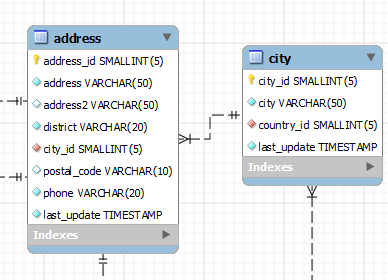 address
address_id SMALLINT(5)
address VARCHAR(50)
address2 VARCHAR(50)
district VARCHAR(20)
city_id SMALLINT(5)
postal_code VARCHAR(10)
phone VARCHAR(20)
last_update TIMESTAMP
Indexes
city
city_id SMALLINT(5)
city VARCHAR(50)
country_id SMALLINT(5)
last_update TIMESTAMP
Indexes